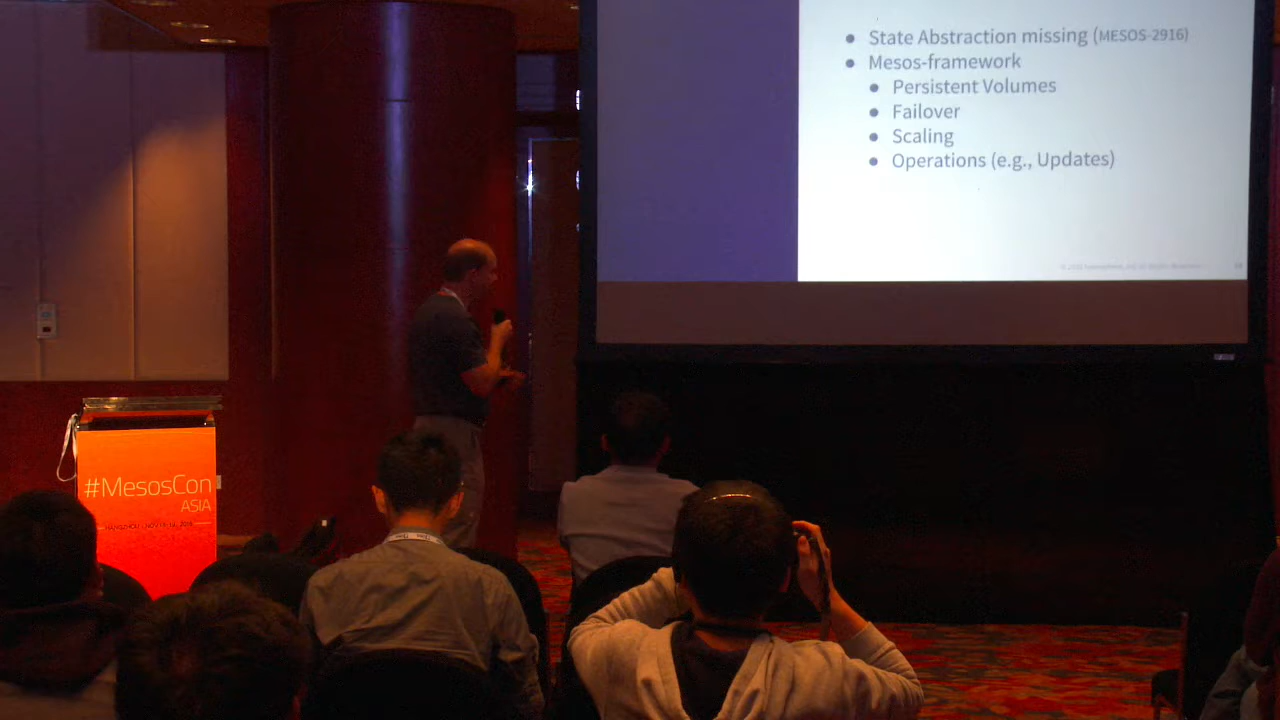 ● State Abstraction missing (MESOS-2916)
● Mesos-framework
● Persistent Volumes
● Failover
● Scaling
● Operations (e.g., Updates)
#MesosCon
ASIA